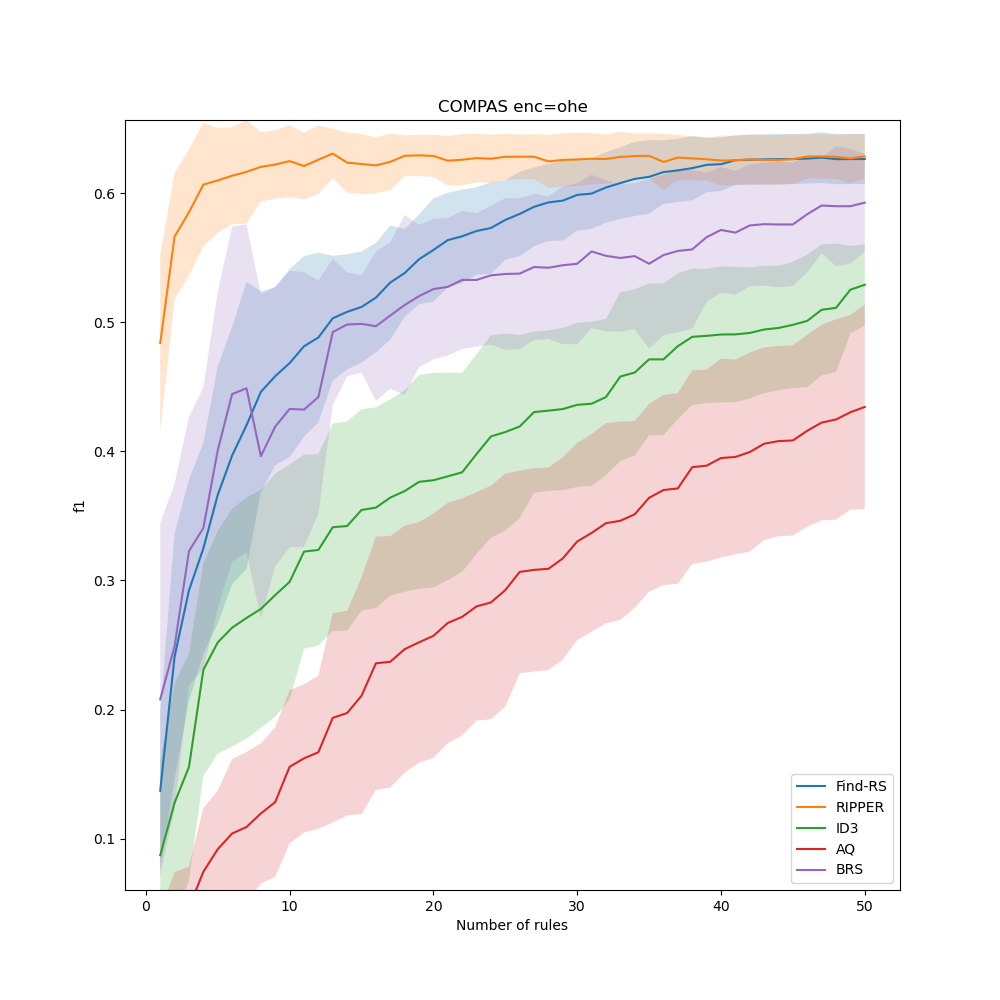 COMPAS enc=ohe
f1
0.6
0.5
0.4
0.3
0.2
0.1
0 10 20 30 40 50
Number of rules
Find-RS
RIPPER
ID3
AQ
BRS